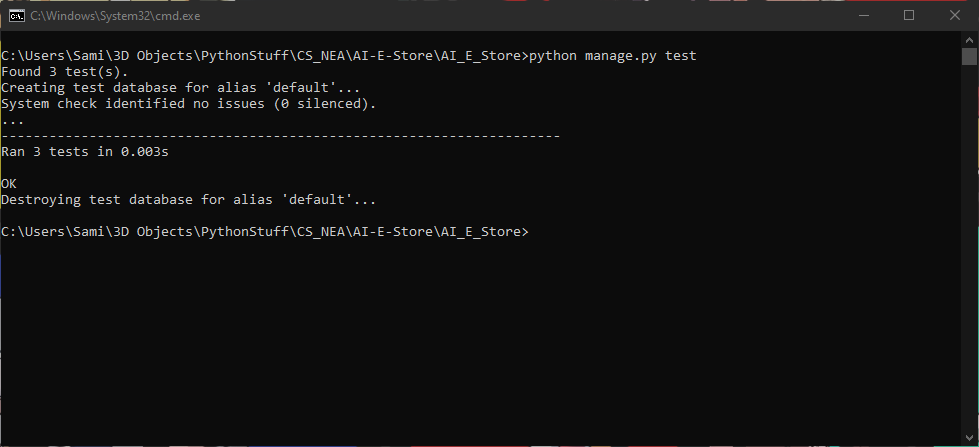 C:\Windows\System32\cmd.exe
C:\Users\Sami\3D Objects\PythonStuff\CS_NEA\AI-E-Store\AI_E_Store>python manage.py test
Found 3 test(s).
Creating test database for alias 'default'...
System check identified no issues (0 silenced).
...
----------------------------------------------------------------------
Ran 3 tests in 0.003s
OK
Destroying test database for alias 'default'...
C:\Users\Sami\3D Objects\PythonStuff\CS_NEA\AI-E-Store\AI_E_Store>